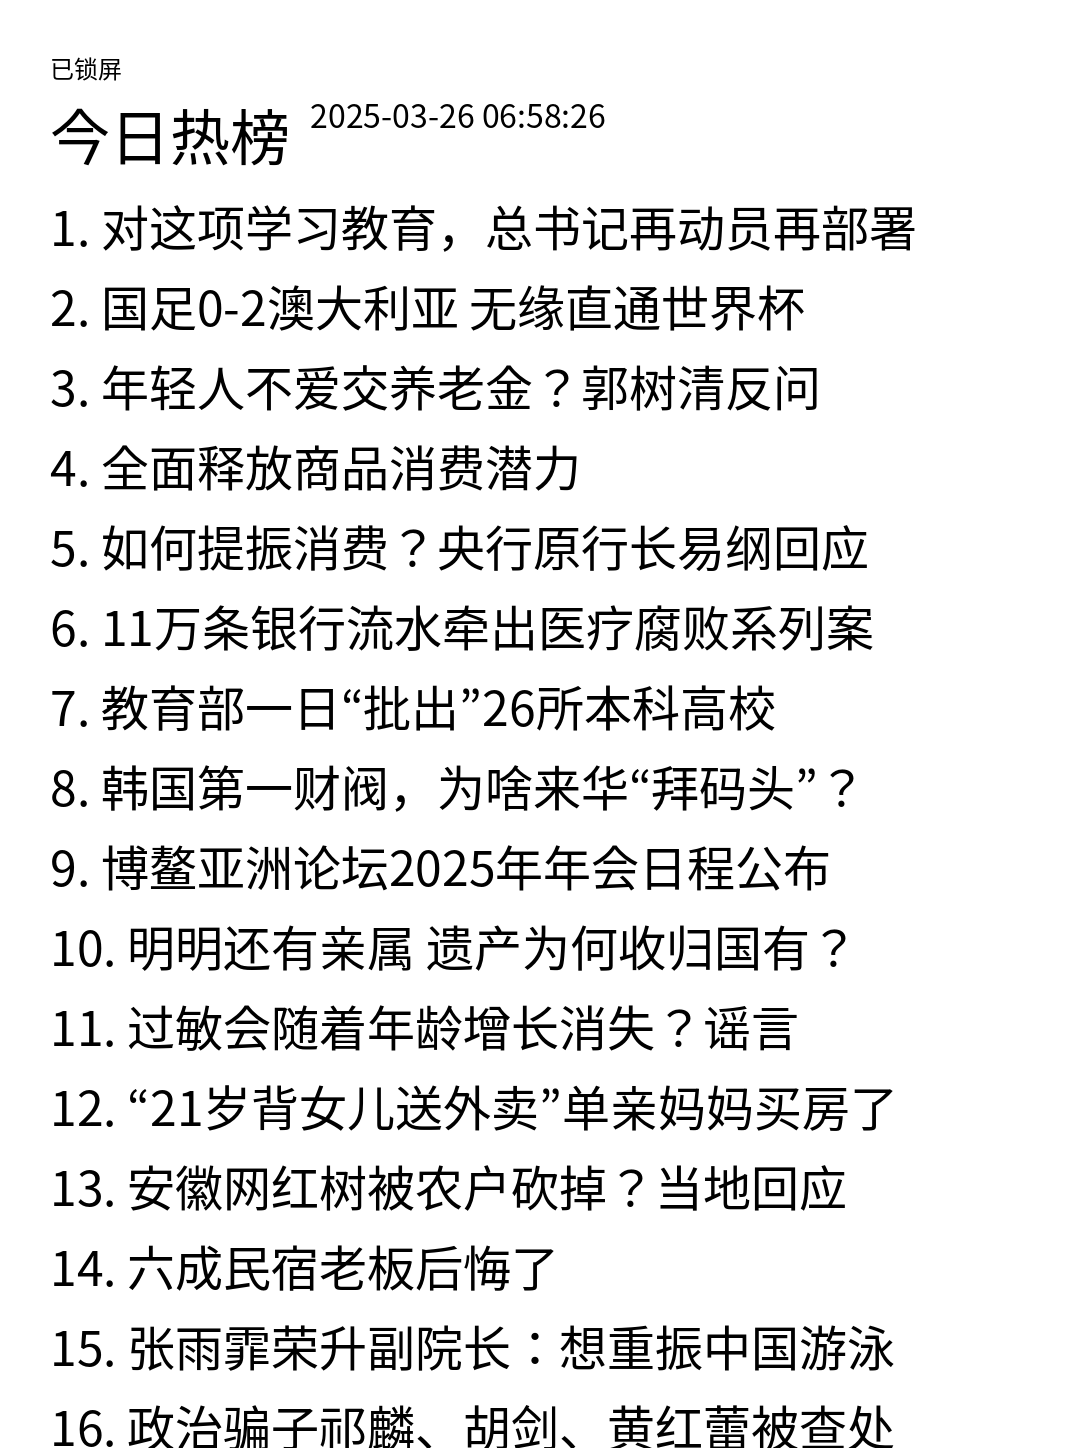 已锁屏
今日热榜 2025-03-26 06:58:26
1. 对这项学习教育，总书记再动员再部署
2. 国足0-2澳大利亚 无缘直通世界杯
3. 年轻人不爱交养老金？郭树清反问
4. 全面释放商品消费潜力
5. 如何提振消费？央行原行长易纲回应
6. 11万条银行流水牵出医疗腐败系列案
7. 教育部一日“批出”26所本科高校
8. 韩国第一财阀，为啥来华“拜码头”？
9. 博鳌亚洲论坛2025年年会日程公布
10. 明明还有亲属 遗产为何收归国有？
11. 过敏会随着年龄增长消失？谣言
12. “21岁背女儿送外卖”单亲妈妈买房了
13. 安徽网红树被农户砍掉？当地回应
14. 六成民宿老板后悔了
15. 张雨霏荣升副院长：想重振中国游泳
16. 政治骗子祁麟、胡剑、黄红蕾被查处